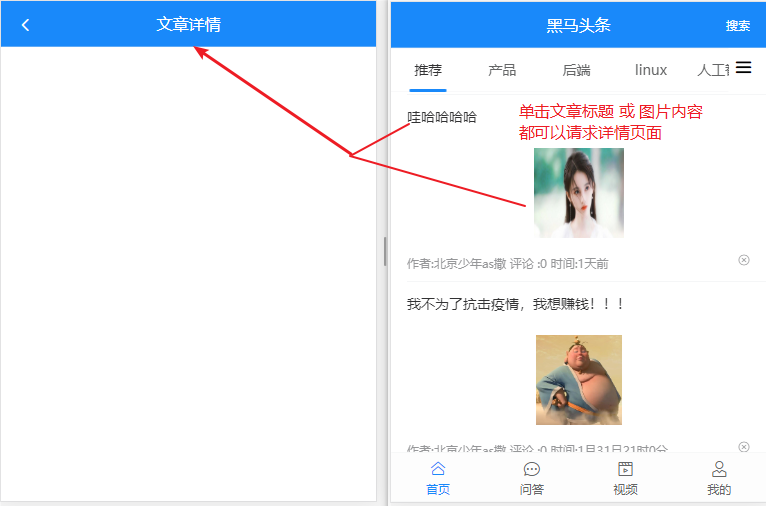 文章详情
黑马头条
搜索
推荐
产品
后端
linux
人工智
哇哈哈哈哈
单击文章标题 或 图片内容
都可以请求详情页面
作者:北京少年as撒 评论 :0 时间:1天前
我不为了抗击疫情，我想赚钱！！！
作者:北京少年as撒 评论 :0 时间:1月31日21时0分
首页
问答
视频
我的